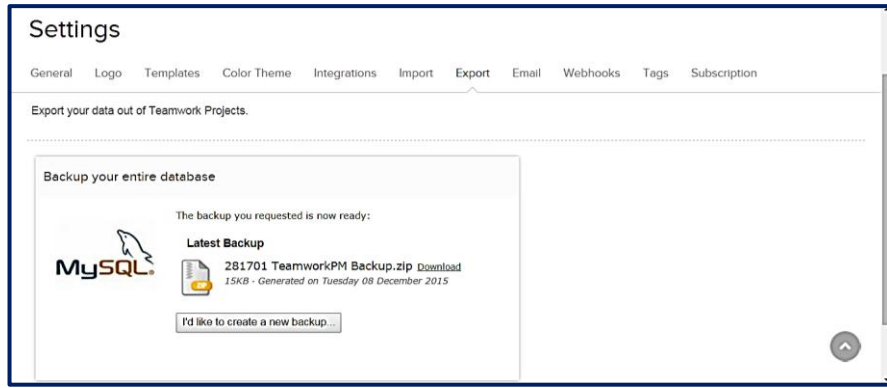 Settings
General Logo Templates Color Theme Integrations Import Export Email Webhooks Tags Subscription
Export your data out of Teamwork Projects.
Backup your entire database
The backup you requested is now ready:
Latest Backup
MySQL.
281701 TeamworkPM Backup.zip Download
ZIP
15KB - Generated on Tuesday 08 December 2015
I'd like to create a new backup...